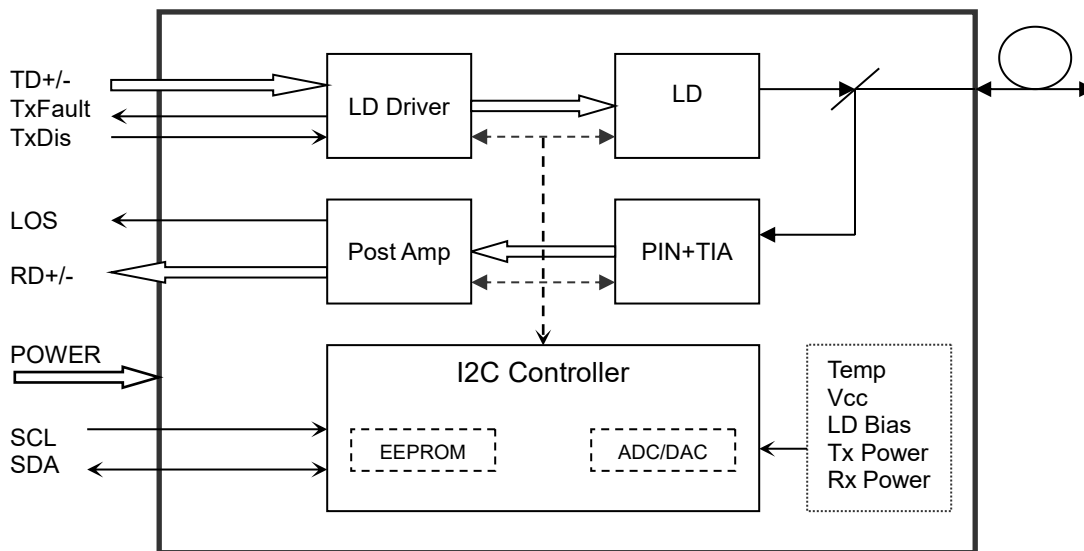 TD+/-
TxFault
TxDis
LD Driver
LD
LOS
RD+/-
Post Amp
PIN+TIA
POWER
SCL
SDA
I2C Controller
EEPROM
ADC/DAC
Temp
Vcc
LD Bias
Tx Power
Rx Power